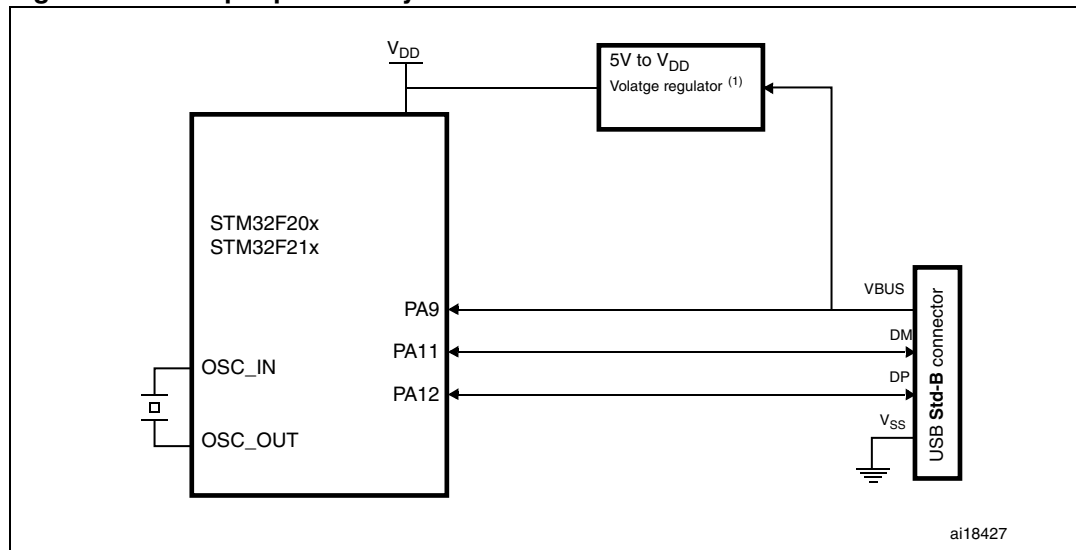 VDD
5V to VDD
Volatge regulator (1)
STM32F20x
STM32F21x
VBUS
PA9
DM
PA11
OSC_IN
DP
PA12
VSS
OSC_OUT
USB Std-B connector
ai18427